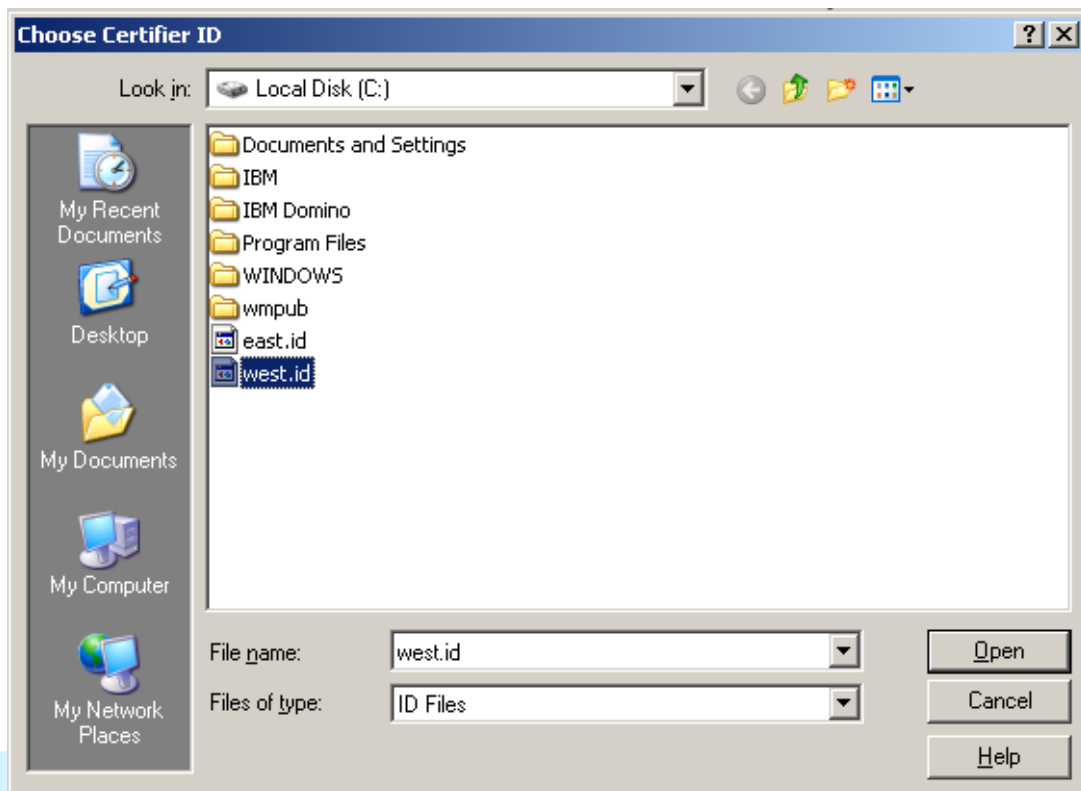 Choose Certifier ID
Look in:
Local Disk (C:)
My Recent
Documents
Desktop
My Documents
My Computer
My Network
Places
Documents and Settings
IBM
IBM Domino
Program Files
WINDOWS
wmpub
east.id
west.id
File name:
west.id
Open
Files of type:
ID Files
Cancel
Help